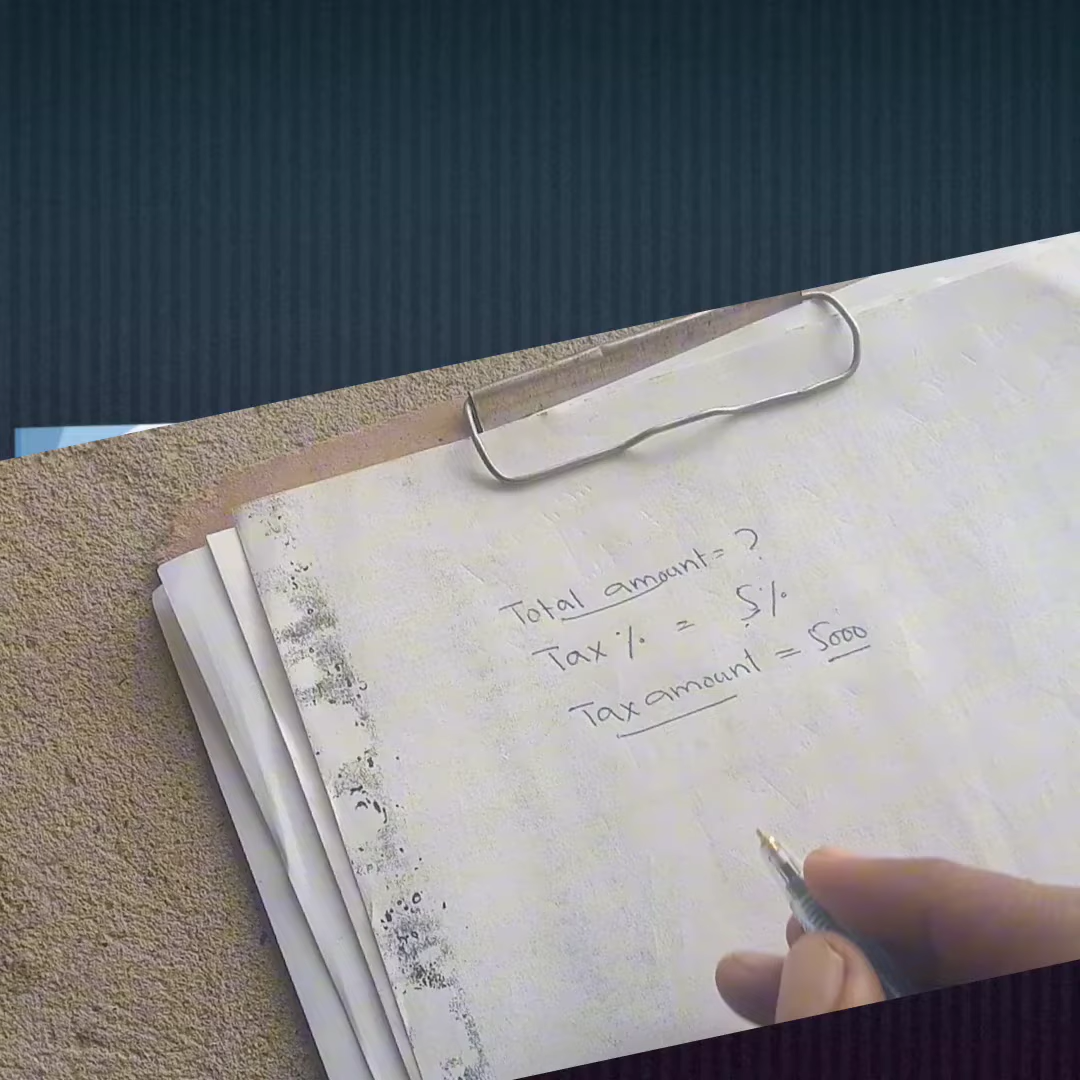 Total amount = ?
Tax % = 5%
Tax amount = 5000